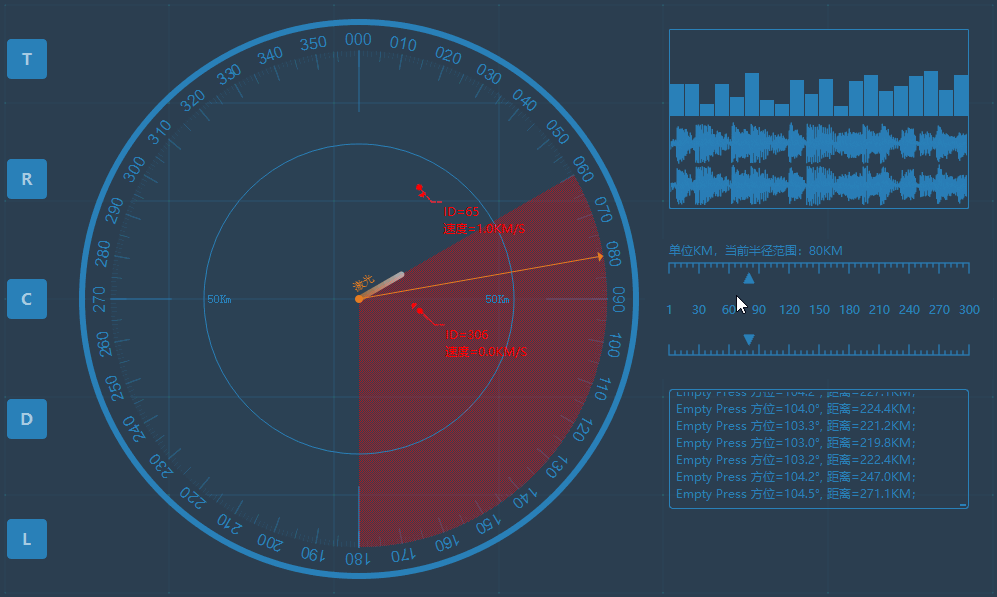 T
R
C
D
L
000
010
020
030
040
050
060
070
080
090
100
110
120
130
140
150
160
170
180
190
200
210
220
230
240
250
260
270
280
290
300
310
320
330
340
350
ID=65
速度=1.0KM/S
激光
50Km
50Km
ID=306
速度=0.0KM/S
单位KM，当前半径范围：80KM
1 30 60 90 120 150 180 210 240 270 300
Empty Press 方位=104.2°, 距离=227.1KM;
Empty Press 方位=104.0°, 距离=224.4KM;
Empty Press 方位=103.3°, 距离=221.2KM;
Empty Press 方位=103.0°, 距离=219.8KM;
Empty Press 方位=103.2°, 距离=222.4KM;
Empty Press 方位=104.2°, 距离=247.0KM;
Empty Press 方位=104.5°, 距离=271.1KM;